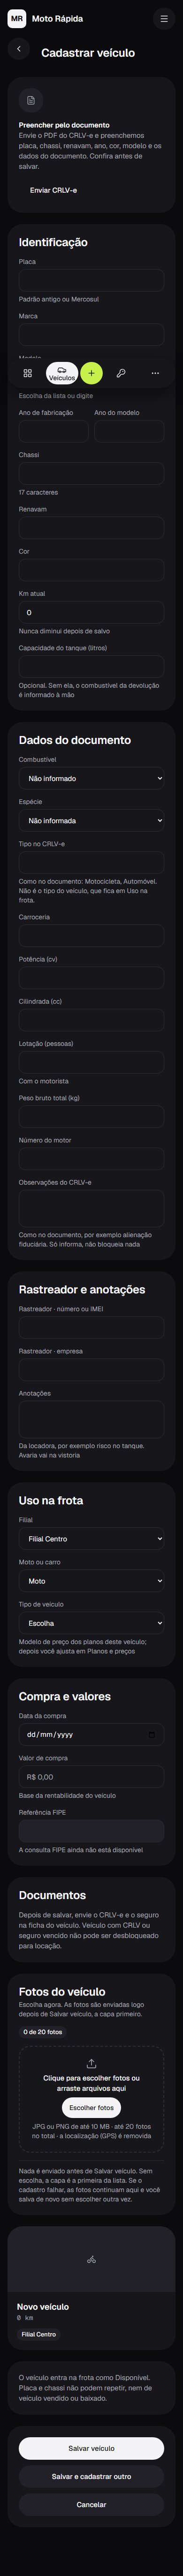 MR Moto Rápida
Cadastrar veículo
Preencher pelo documento
Envie o PDF do CRLV-e e preenchemos
placa, chassi, renavam, ano, cor, modelo e os
dados do documento. Confira antes de
salvar.
Enviar CRLV-e
Identificação
Placa
Padrão antigo ou Mercosul
Marca
Veículos
Escolha da lista ou digite
Ano de fabricação
Ano do modelo
Chassi
17 caracteres
Renavam
Cor
Km atual
0
Nunca diminui depois de salvo
Capacidade do tanque (litros)
Opcional. Sem ela, o combustível da devolução
é informado à mão
Dados do documento
Combustível
Não informado
Espécie
Não informada
Tipo no CRLV-e
Como no documento: Motocicleta, Automóvel.
Não é o tipo do veículo, que fica em Uso na
frota.
Carroceria
Potência (cv)
Cilindrada (cc)
Lotação (pessoas)
Com o motorista
Peso bruto total (kg)
Número do motor
Observações do CRLV-e
Como no documento, por exemplo alienação
fiduciária. Só informa, não bloqueia nada
Rastreador e anotações
Rastreador · número ou IMEI
Rastreador · empresa
Anotações
Da locadora, por exemplo risco no tanque.
Avaria vai na vistoria
Uso na frota
Filial
Filial Centro
Moto ou carro
Moto
Tipo de veículo
Escolha
Modelo de preço dos planos deste veículo;
depois você ajusta em Planos e preços
Compra e valores
Data da compra
dd/mm/yyyy
Valor de compra
R$ 0,00
Base da rentabilidade do veículo
Referência FIPE
A consulta FIPE ainda não está disponível
Documentos
Depois de salvar, envie o CRLV-e e o seguro
na ficha do veículo. Veículo com CRLV ou
seguro vencido não pode ser desbloqueado
para locação.
Fotos do veículo
Escolha agora. As fotos são enviadas logo
depois de Salvar veículo, a capa primeiro.
0 de 20 fotos
Clique para escolher fotos ou
arraste arquivos aqui
Escolher fotos
JPG ou PNG de até 10 MB · até 20 fotos
no total · a localização (GPS) é removida
Nada é enviado antes de Salvar veículo. Sem
escolha, a capa é a primeira da lista. Se o
cadastro falhar, as fotos continuam aqui e você
salva de novo sem escolher outra vez.
Novo veículo
0 km
Filial Centro
O veículo entra na frota como Disponível.
Placa e chassi não podem repetir, nem de
veículo vendido ou baixado.
Salvar veículo
Salvar e cadastrar outro
Cancelar